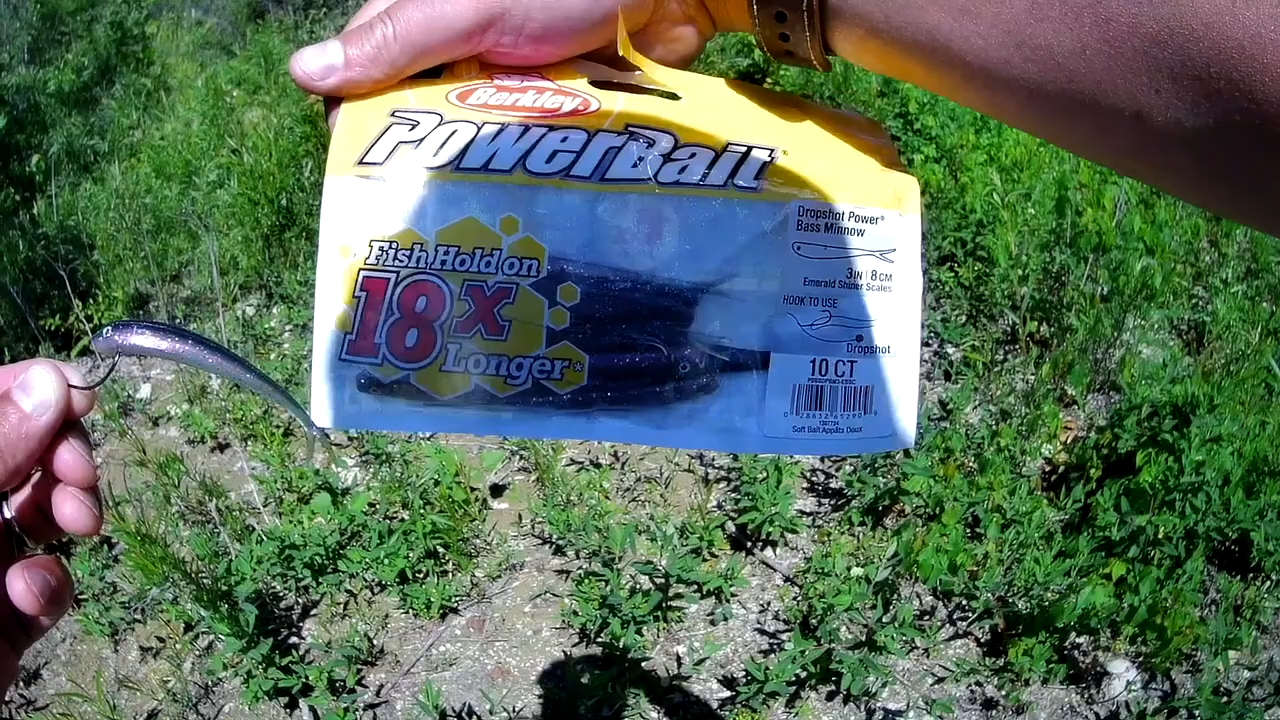 Berkley
PowerBait
Fish Hold on
18x
Longer*
Dropshot Power®
Bass Minnow
3IN | 8CM
Emerald Shiner Scales
HOOK TO USE
Dropshot
10 CT
Soft Bait Appâts Doux